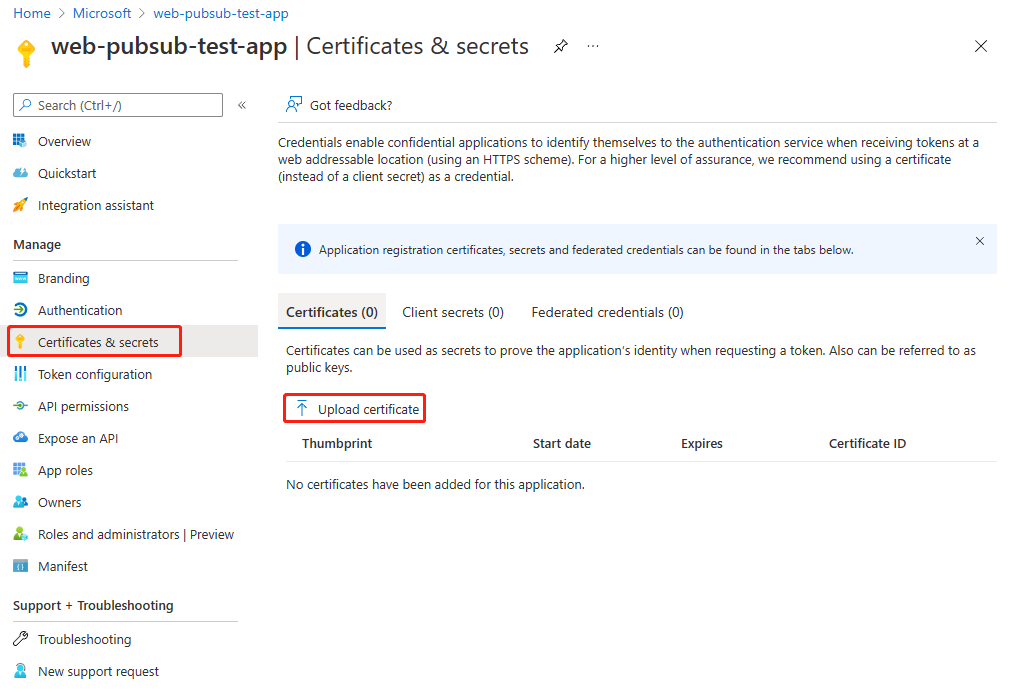 Home > Microsoft > web-pubsub-test-app
web-pubsub-test-app | Certificates & secrets
Search (Ctrl+/)
Overview
Quickstart
Integration assistant
Manage
Branding
Authentication
Certificates & secrets
Token configuration
API permissions
Expose an API
App roles
Owners
Roles and administrators | Preview
Manifest
Support + Troubleshooting
Troubleshooting
New support request
Got feedback?
Credentials enable confidential applications to identify themselves to the authentication service when receiving tokens at a
web addressable location (using an HTTPS scheme). For a higher level of assurance, we recommend using a certificate
(instead of a client secret) as a credential.
Application registration certificates, secrets and federated credentials can be found in the tabs below.
Certificates (0) Client secrets (0) Federated credentials (0)
Certificates can be used as secrets to prove the application's identity when requesting a token. Also can be referred to as
public keys.
Upload certificate
Thumbprint Start date Expires Certificate ID
No certificates have been added for this application.